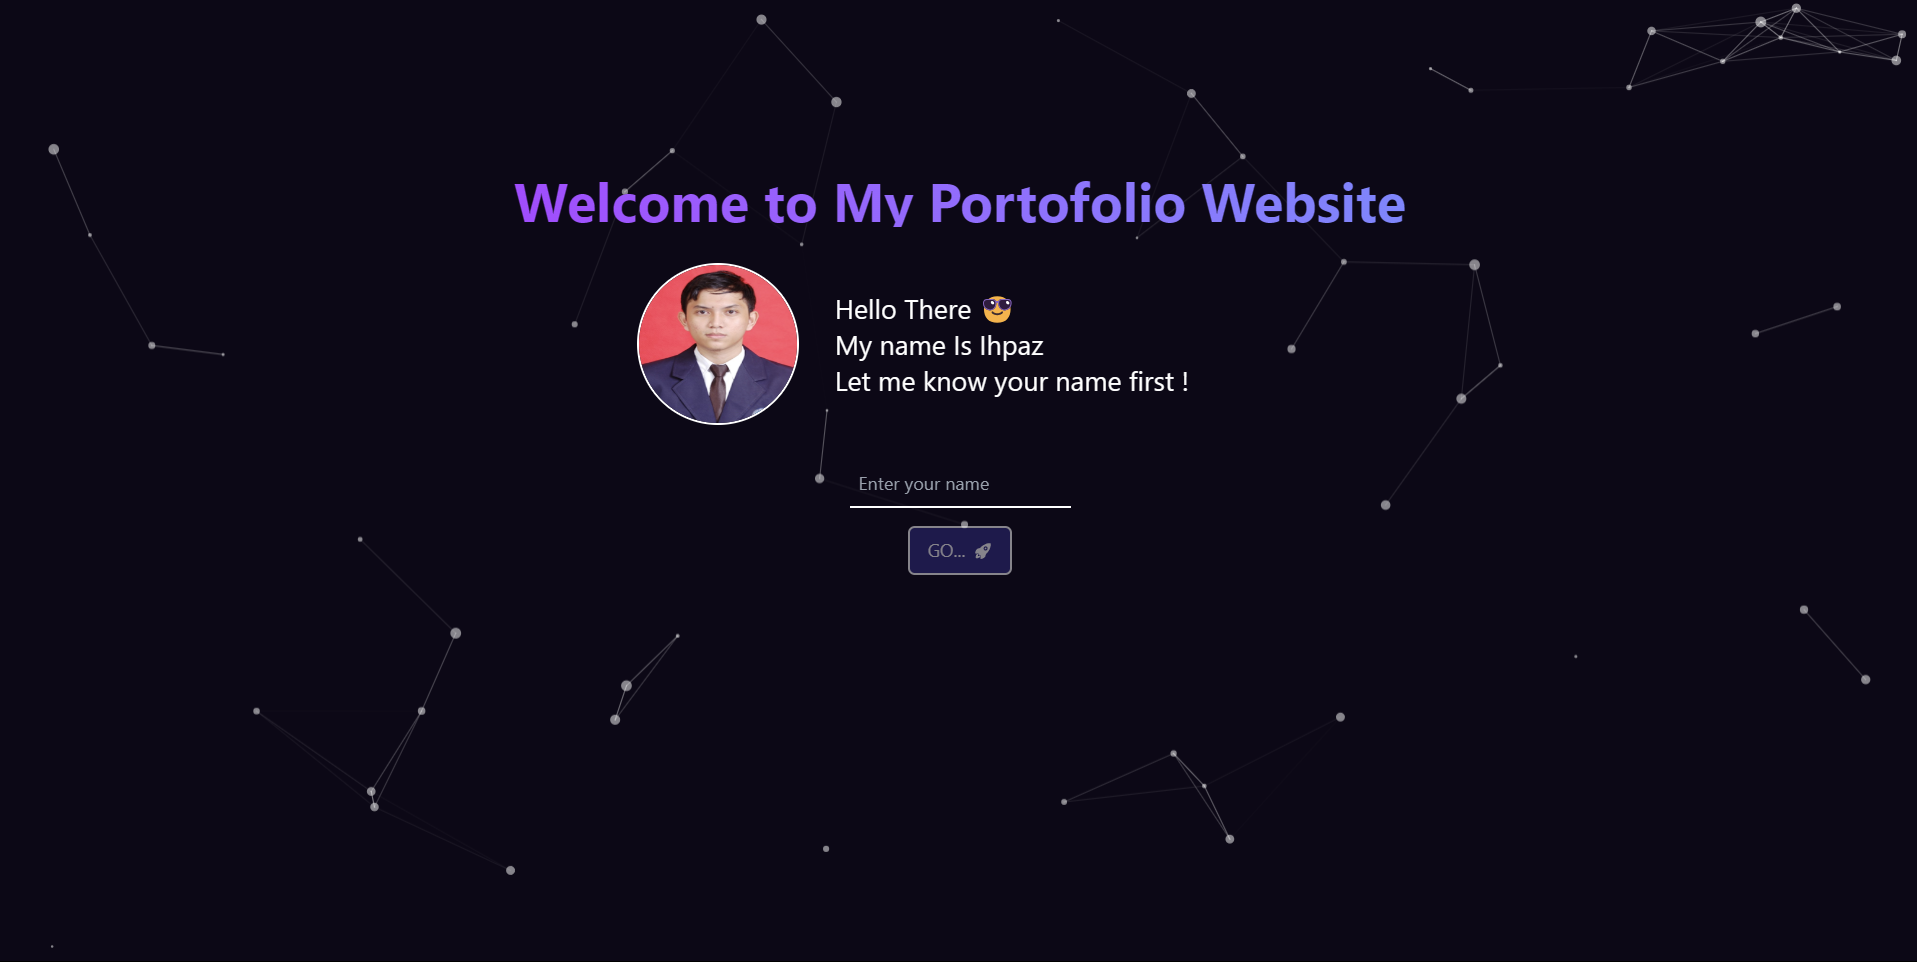 Welcome to My Portofolio Website
Hello There 😎
My name Is Ihpaz
Let me know your name first !
Enter your name
GO...